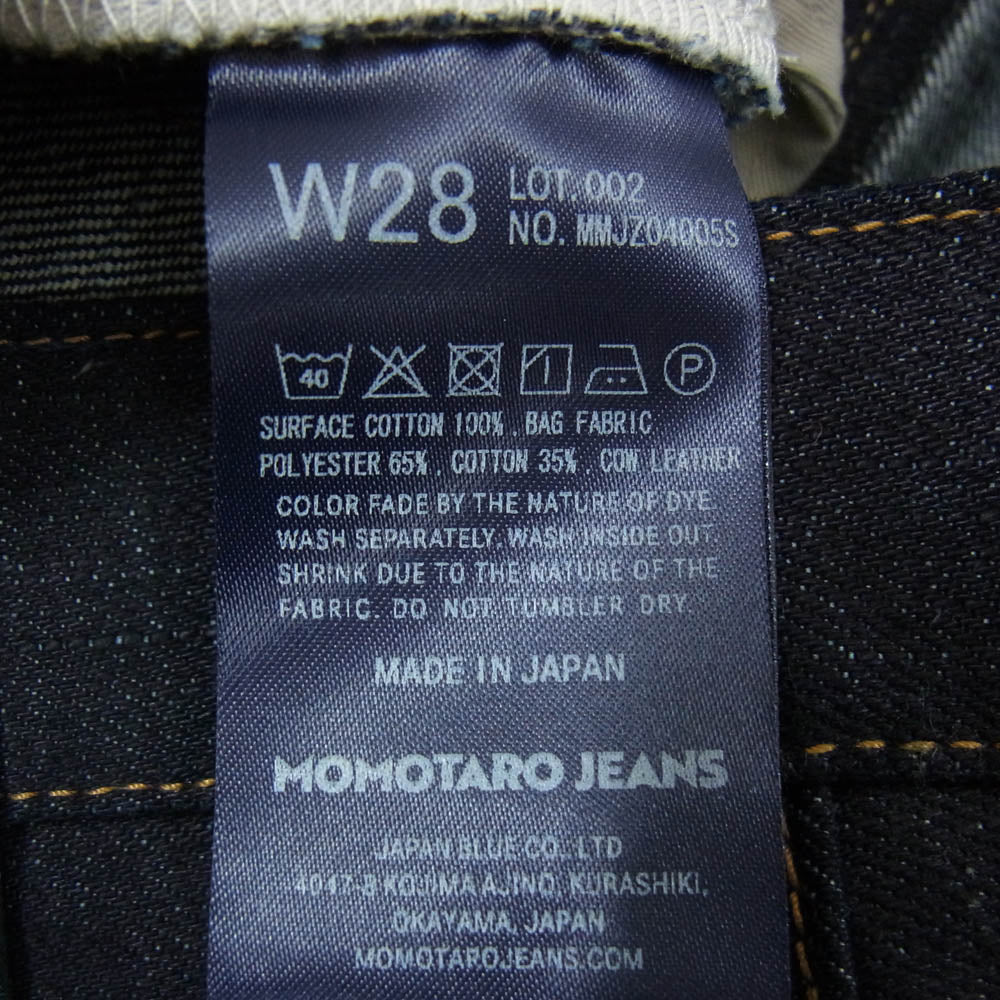 W28 LOT. 002
NO. MMJZ04005S
40 P
SURFACE COTTON 100% . BAG FABRIC
POLYESTER 65% . COTTON 35% . COW LEATHER
COLOR FADE BY THE NATURE OF DYE.
WASH SEPARATELY. WASH INSIDE OUT.
SHRINK DUE TO THE NATURE OF THE
FABRIC. DO NOT TUMBLER DRY.
MADE IN JAPAN
MOMOTARO JEANS
JAPAN BLUE CO., LTD
4047-8 KOJIMA AJINO, KURASHIKI,
OKAYAMA, JAPAN
MOMOTAROJEANS.COM